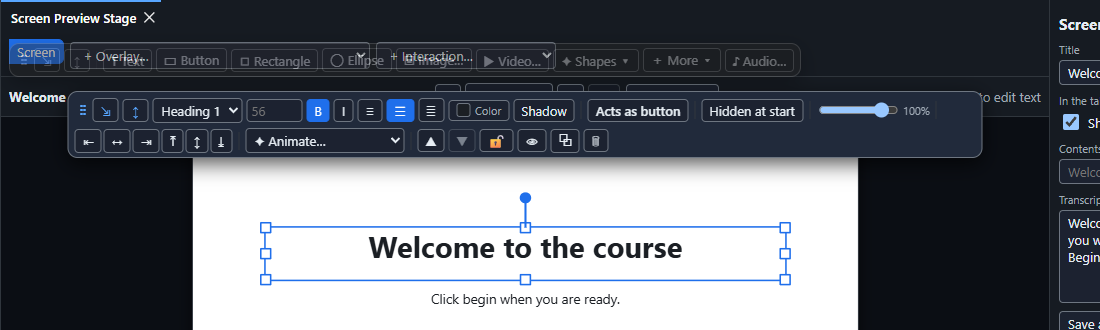 Screen Preview Stage
Screen
+ Overlay...
+ Interaction...
Text
Button
Rectangle
Ellipse
Image...
Video...
Shapes
+ More
Audio...
Welcome
to edit text
Heading 1
56
B
I
Color
Shadow
Acts as button
Hidden at start
100%
Animate...
Welcome to the course
Click begin when you are ready.
Screen
Title
Welco
In the ta
Sh
Contents
Welco
Transcrip
Welco
you w
Begin
Save a